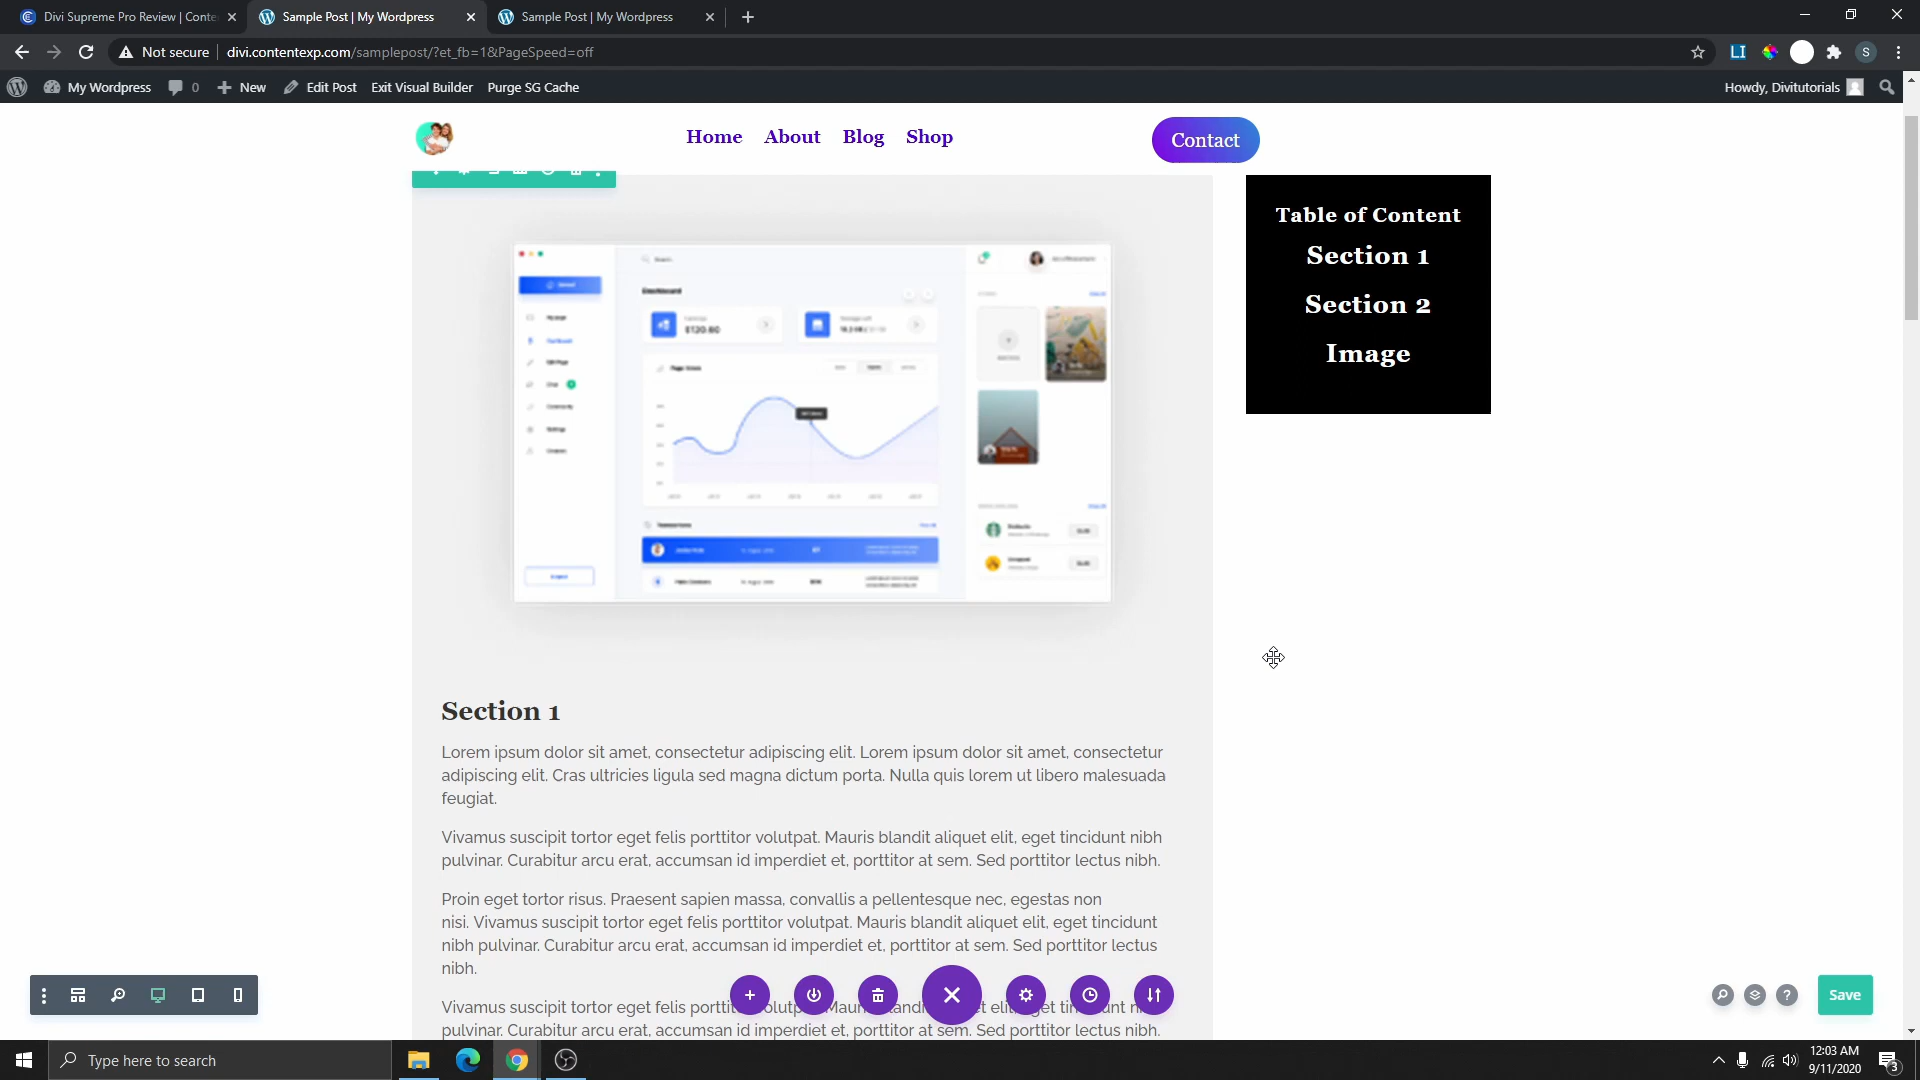 Divi Supreme Pro Review | Conte
Sample Post | My Wordpress
Sample Post | My Wordpress
Not secure
divi.contentexp.com/samplepost/?et_fb=1&PageSpeed=off
LI
S
My Wordpress
0
New
Edit Post
Exit Visual Builder
Purge SG Cache
Howdy, Divitutorials
Home
About
Blog
Shop
Contact
Table of Content
Section 1
Section 2
Image
Search
Dashboard
$120.60
Page Views
Transactions
Section 1
Lorem ipsum dolor sit amet, consectetur adipiscing elit. Lorem ipsum dolor sit amet, consectetur
adipiscing elit. Cras ultricies ligula sed magna dictum porta. Nulla quis lorem ut libero malesuada
feugiat.
Vivamus suscipit tortor eget felis porttitor volutpat. Mauris blandit aliquet elit, eget tincidunt nibh
pulvinar. Curabitur arcu erat, accumsan id imperdiet et, porttitor at sem. Sed porttitor lectus nibh.
Proin eget tortor risus. Praesent sapien massa, convallis a pellentesque nec, egestas non
nisi. Vivamus suscipit tortor eget felis porttitor volutpat. Mauris blandit aliquet elit, eget tincidunt
nibh pulvinar. Curabitur arcu erat, accumsan id imperdiet et, porttitor at sem. Sed porttitor lectus
nibh.
Vivamus suscipit tortor eget felis
pulvinar. Curabitur arcu erat, accumsan id imperdiet et, porttitor at sem. Sed porttitor lectus nibh.
Save
Type here to search
12:03 AM
9/11/2020
3